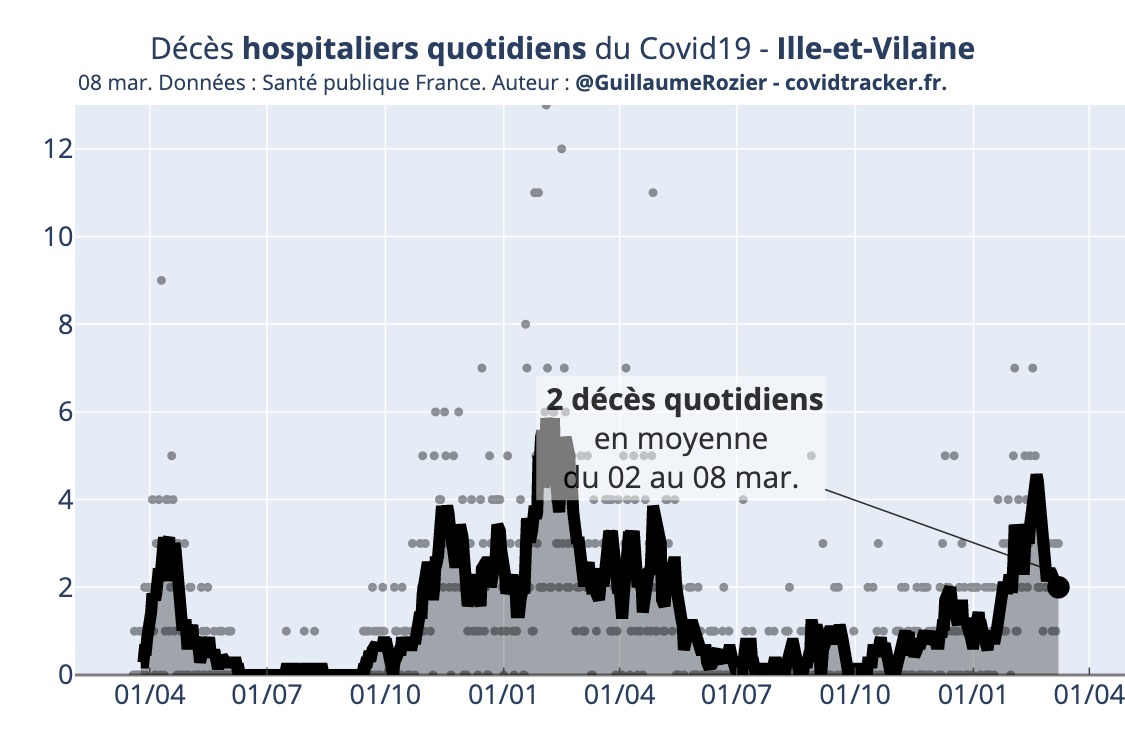 Décès hospitaliers quotidiens du Covid19 - Ille-et-Vilaine
08 mar. Données : Santé publique France. Auteur : @GuillaumeRozier - covidtracker.fr.
12
10
8
6
4
2
0
2 décès quotidiens
en moyenne
du 02 au 08 mar.
01/04 01/07 01/10 01/01 01/04 01/07 01/10 01/01 01/04